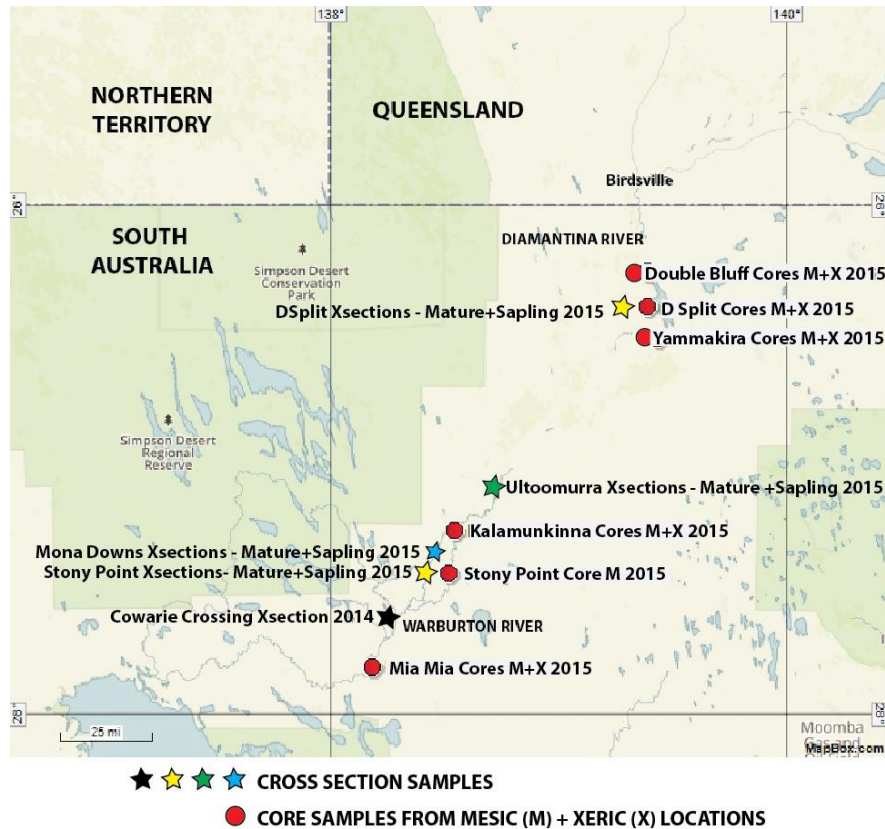 138°
140°
NORTHERN
TERRITORY
QUEENSLAND
Birdsville
26°
26°
SOUTH
AUSTRALIA
DIAMANTINA RIVER
Simpson Desert
Conservation
Park
Double Bluff Cores M+X 2015
DSplit Xsections - Mature+Sapling 2015
D Split Cores M+X 2015
Yammakira Cores M+X 2015
Simpson Desert
Regional
Reserve
Ultoomurra Xsections - Mature +Sapling 2015
Kalamunkinna Cores M+X 2015
Mona Downs Xsections - Mature+Sapling 2015
Stony Point Xsections- Mature+Sapling 2015
Stony Point Core M 2015
Cowarie Crossing Xsection 2014
WARBURTON RIVER
Mia Mia Cores M+X 2015
28°
28°
25 mi
Moomba
MapBox.com
CROSS SECTION SAMPLES
CORE SAMPLES FROM MESIC (M) + XERIC (X) LOCATIONS